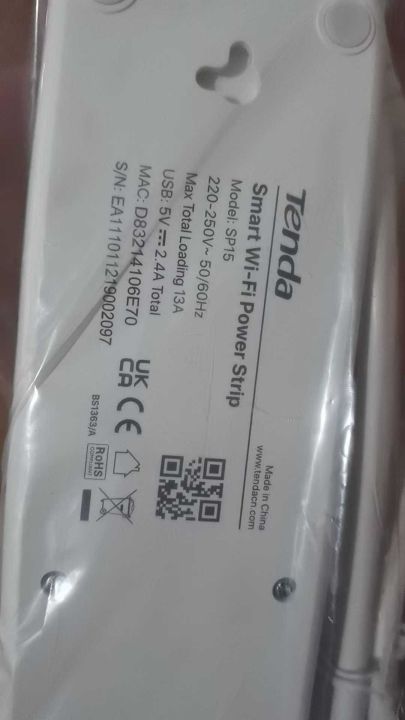 Tenda
Smart Wi-Fi Power Strip
Model: SP15
220-250V~ 50/60Hz
Max Total Loading 13A
USB: 5V⎓2.4A Total
MAC: D83214106E70
S/N: EA111011219002097
UK
CA
CE
BS1363/A
RoHS
COMPLIANT
Made in China
www.tendacn.com